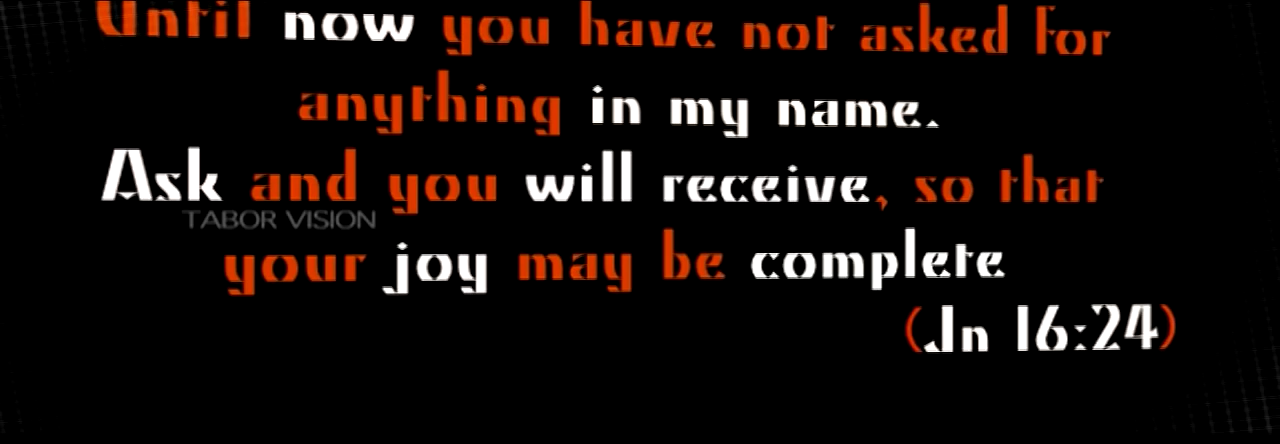 Until now you have not asked for
anything in my name.
Ask and you will receive, so that
TABOR VISION
your joy may be complete
(Jn 16:24)